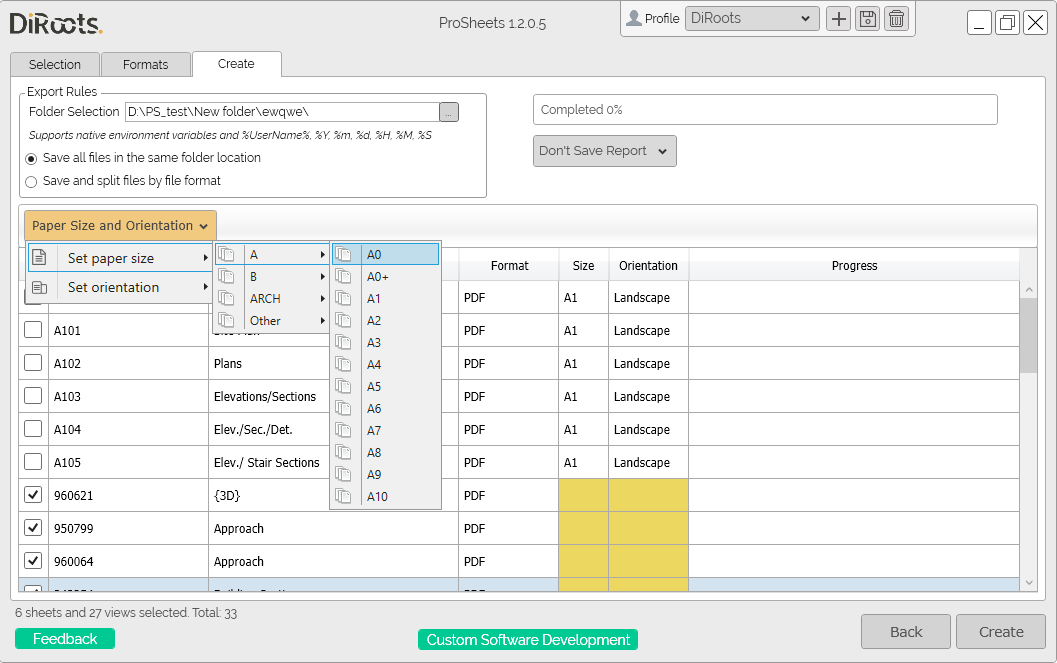 DiRoots.
ProSheets 1.2.0.5
Profile
DiRoots
Selection
Formats
Create
Export Rules
Folder Selection
D:\PS_test\New folder\ewqwe\
...
Supports native environment variables and %UserName%, %Y, %m, %d, %H, %M, %S
Save all files in the same folder location
Save and split files by file format
Completed 0%
Don't Save Report
Paper Size and Orientation
Set paper size
Set orientation
A
B
ARCH
Other
A0
A0+
A1
A2
A3
A4
A5
A6
A7
A8
A9
A10
Format Size Orientation Progress
PDF A1 Landscape
A101 PDF A1 Landscape
A102 Plans PDF A1 Landscape
A103 Elevations/Sections PDF A1 Landscape
A104 Elev./Sec./Det. PDF A1 Landscape
A105 Elev./ Stair Sections PDF A1 Landscape
960621 {3D} PDF
950799 Approach PDF
960064 Approach PDF
6 sheets and 27 views selected. Total: 33
Feedback
Custom Software Development
Back
Create